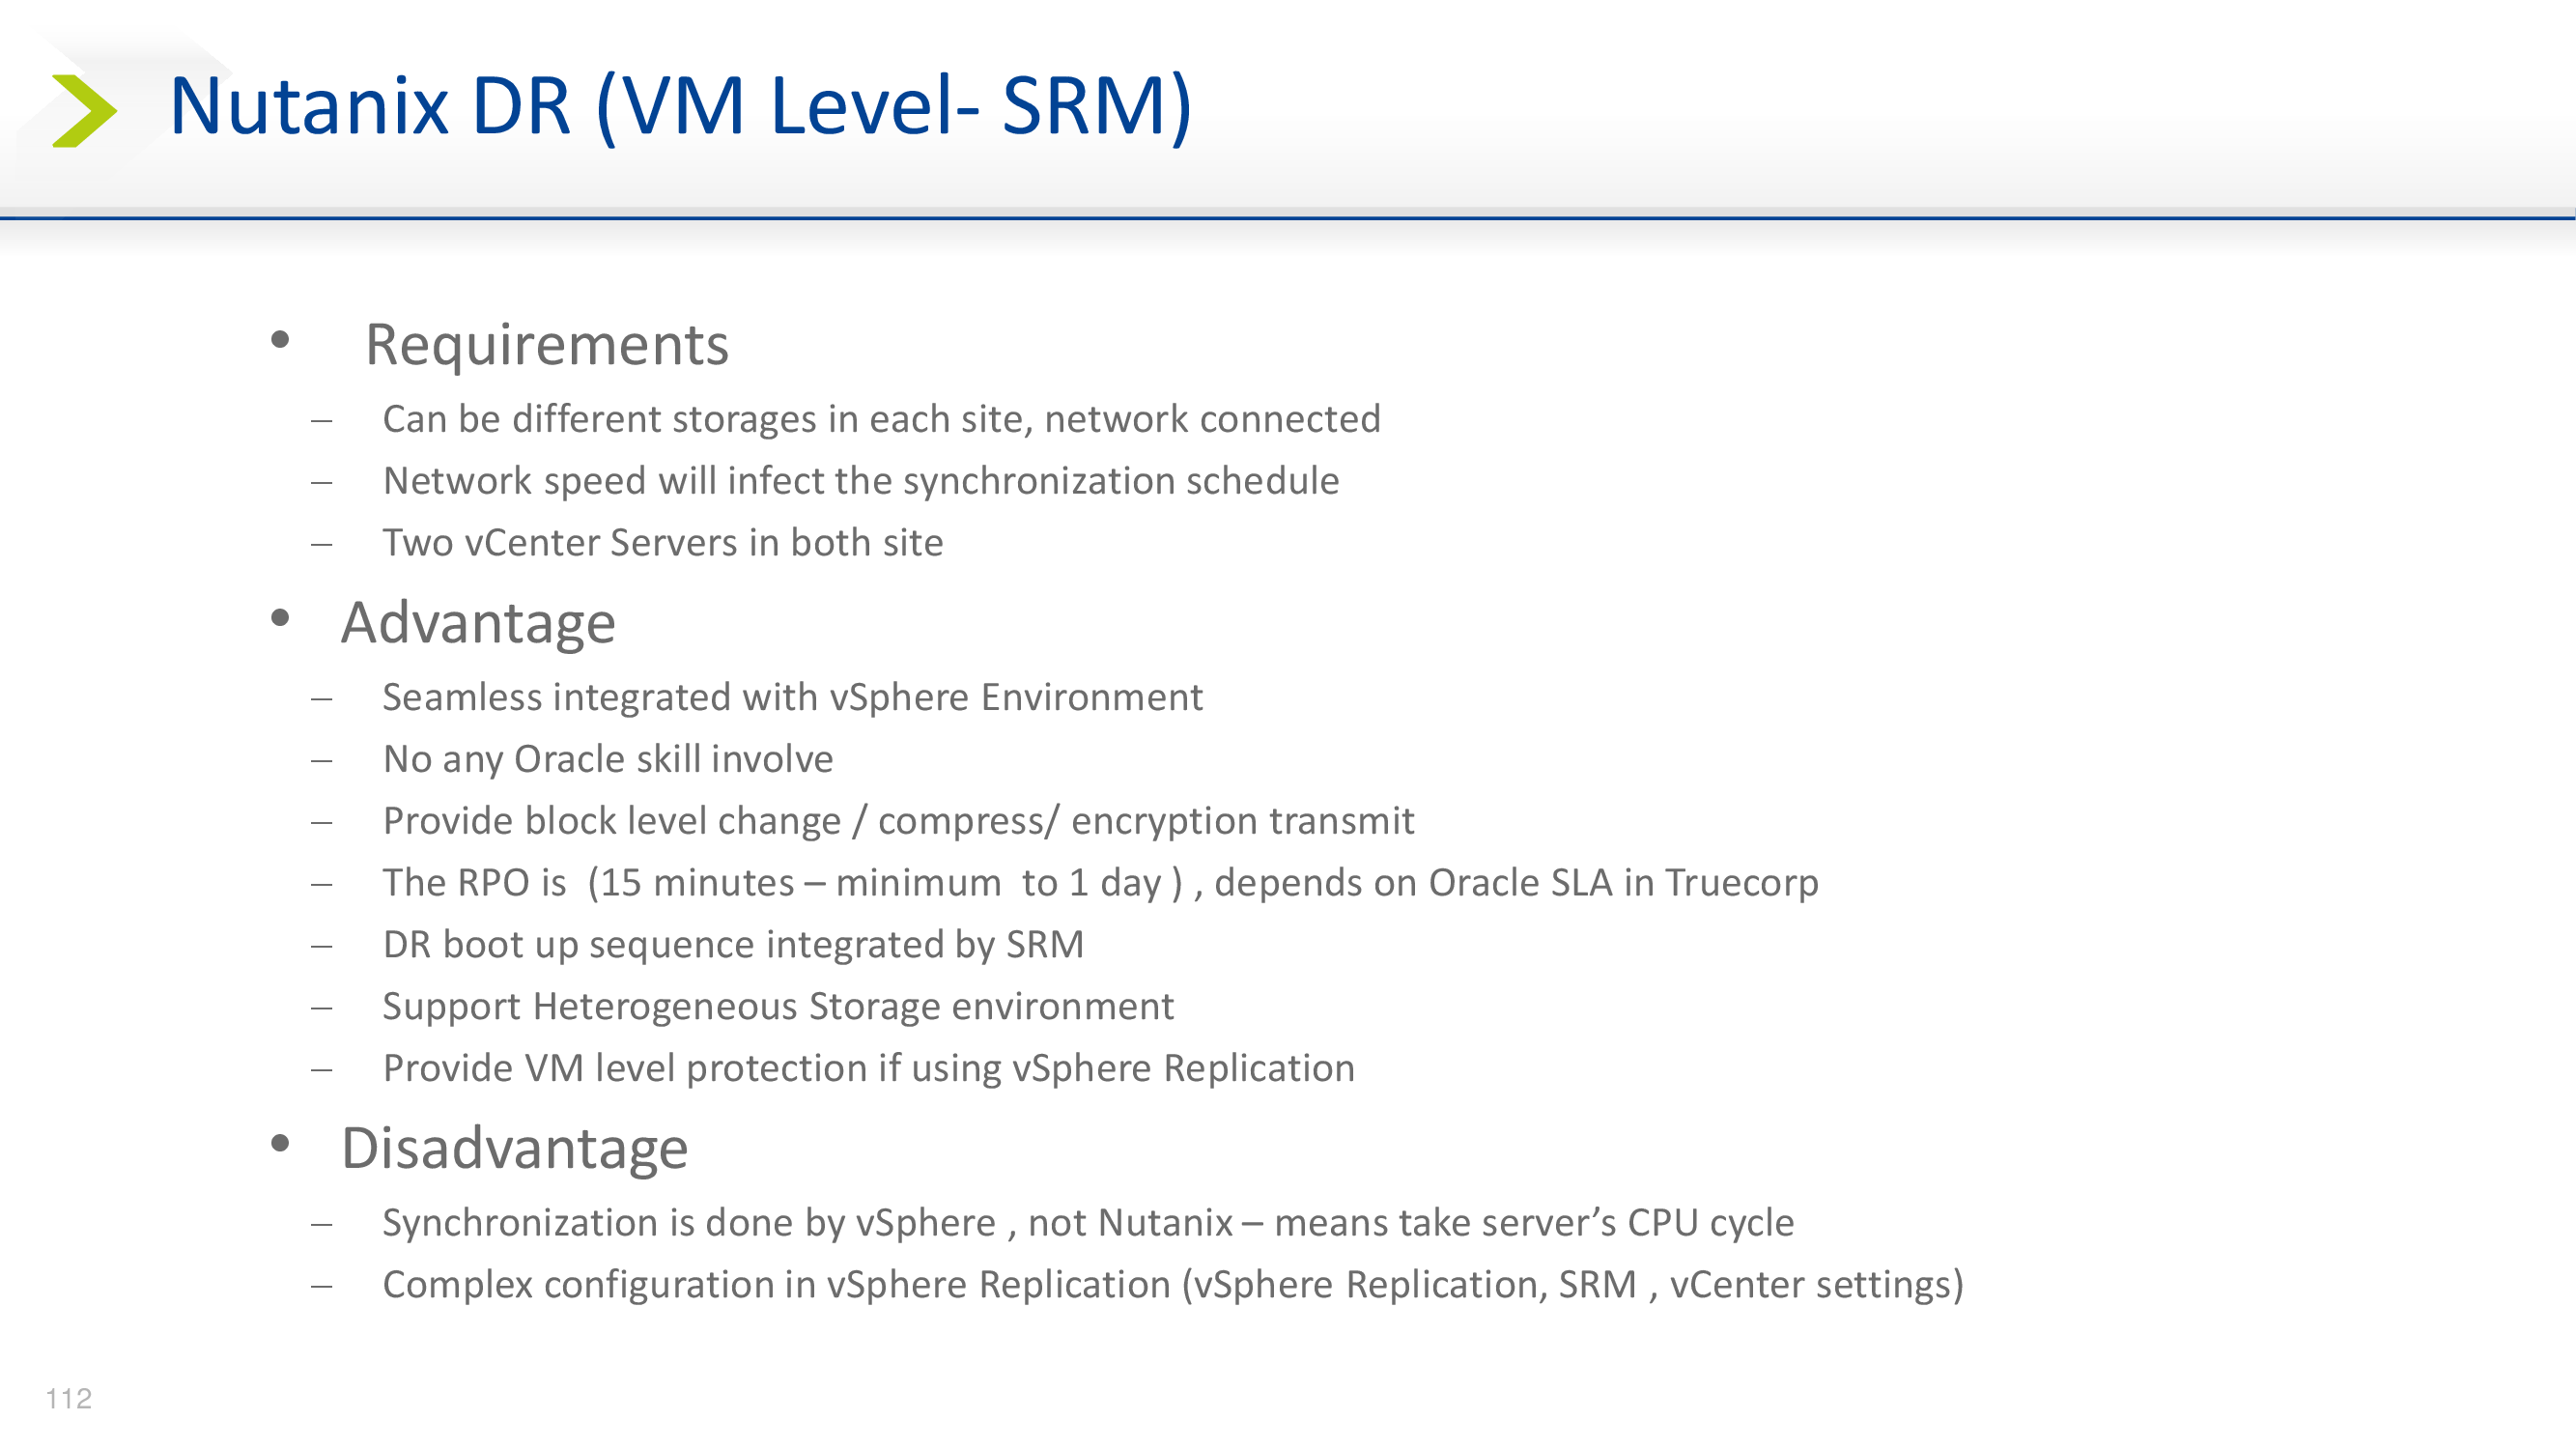 Nutanix DR (VM Level- SRM)
• Requirements
– Can be different storages in each site, network connected
– Network speed will infect the synchronization schedule
– Two vCenter Servers in both site
• Advantage
– Seamless integrated with vSphere Environment
– No any Oracle skill involve
– Provide block level change / compress/ encryption transmit
– The RPO is  (15 minutes – minimum  to 1 day ) , depends on Oracle SLA in Truecorp
– DR boot up sequence integrated by SRM
– Support Heterogeneous Storage environment
– Provide VM level protection if using vSphere Replication
• Disadvantage
– Synchronization is done by vSphere , not Nutanix – means take server’s CPU cycle
– Complex configuration in vSphere Replication (vSphere Replication, SRM , vCenter settings)
112